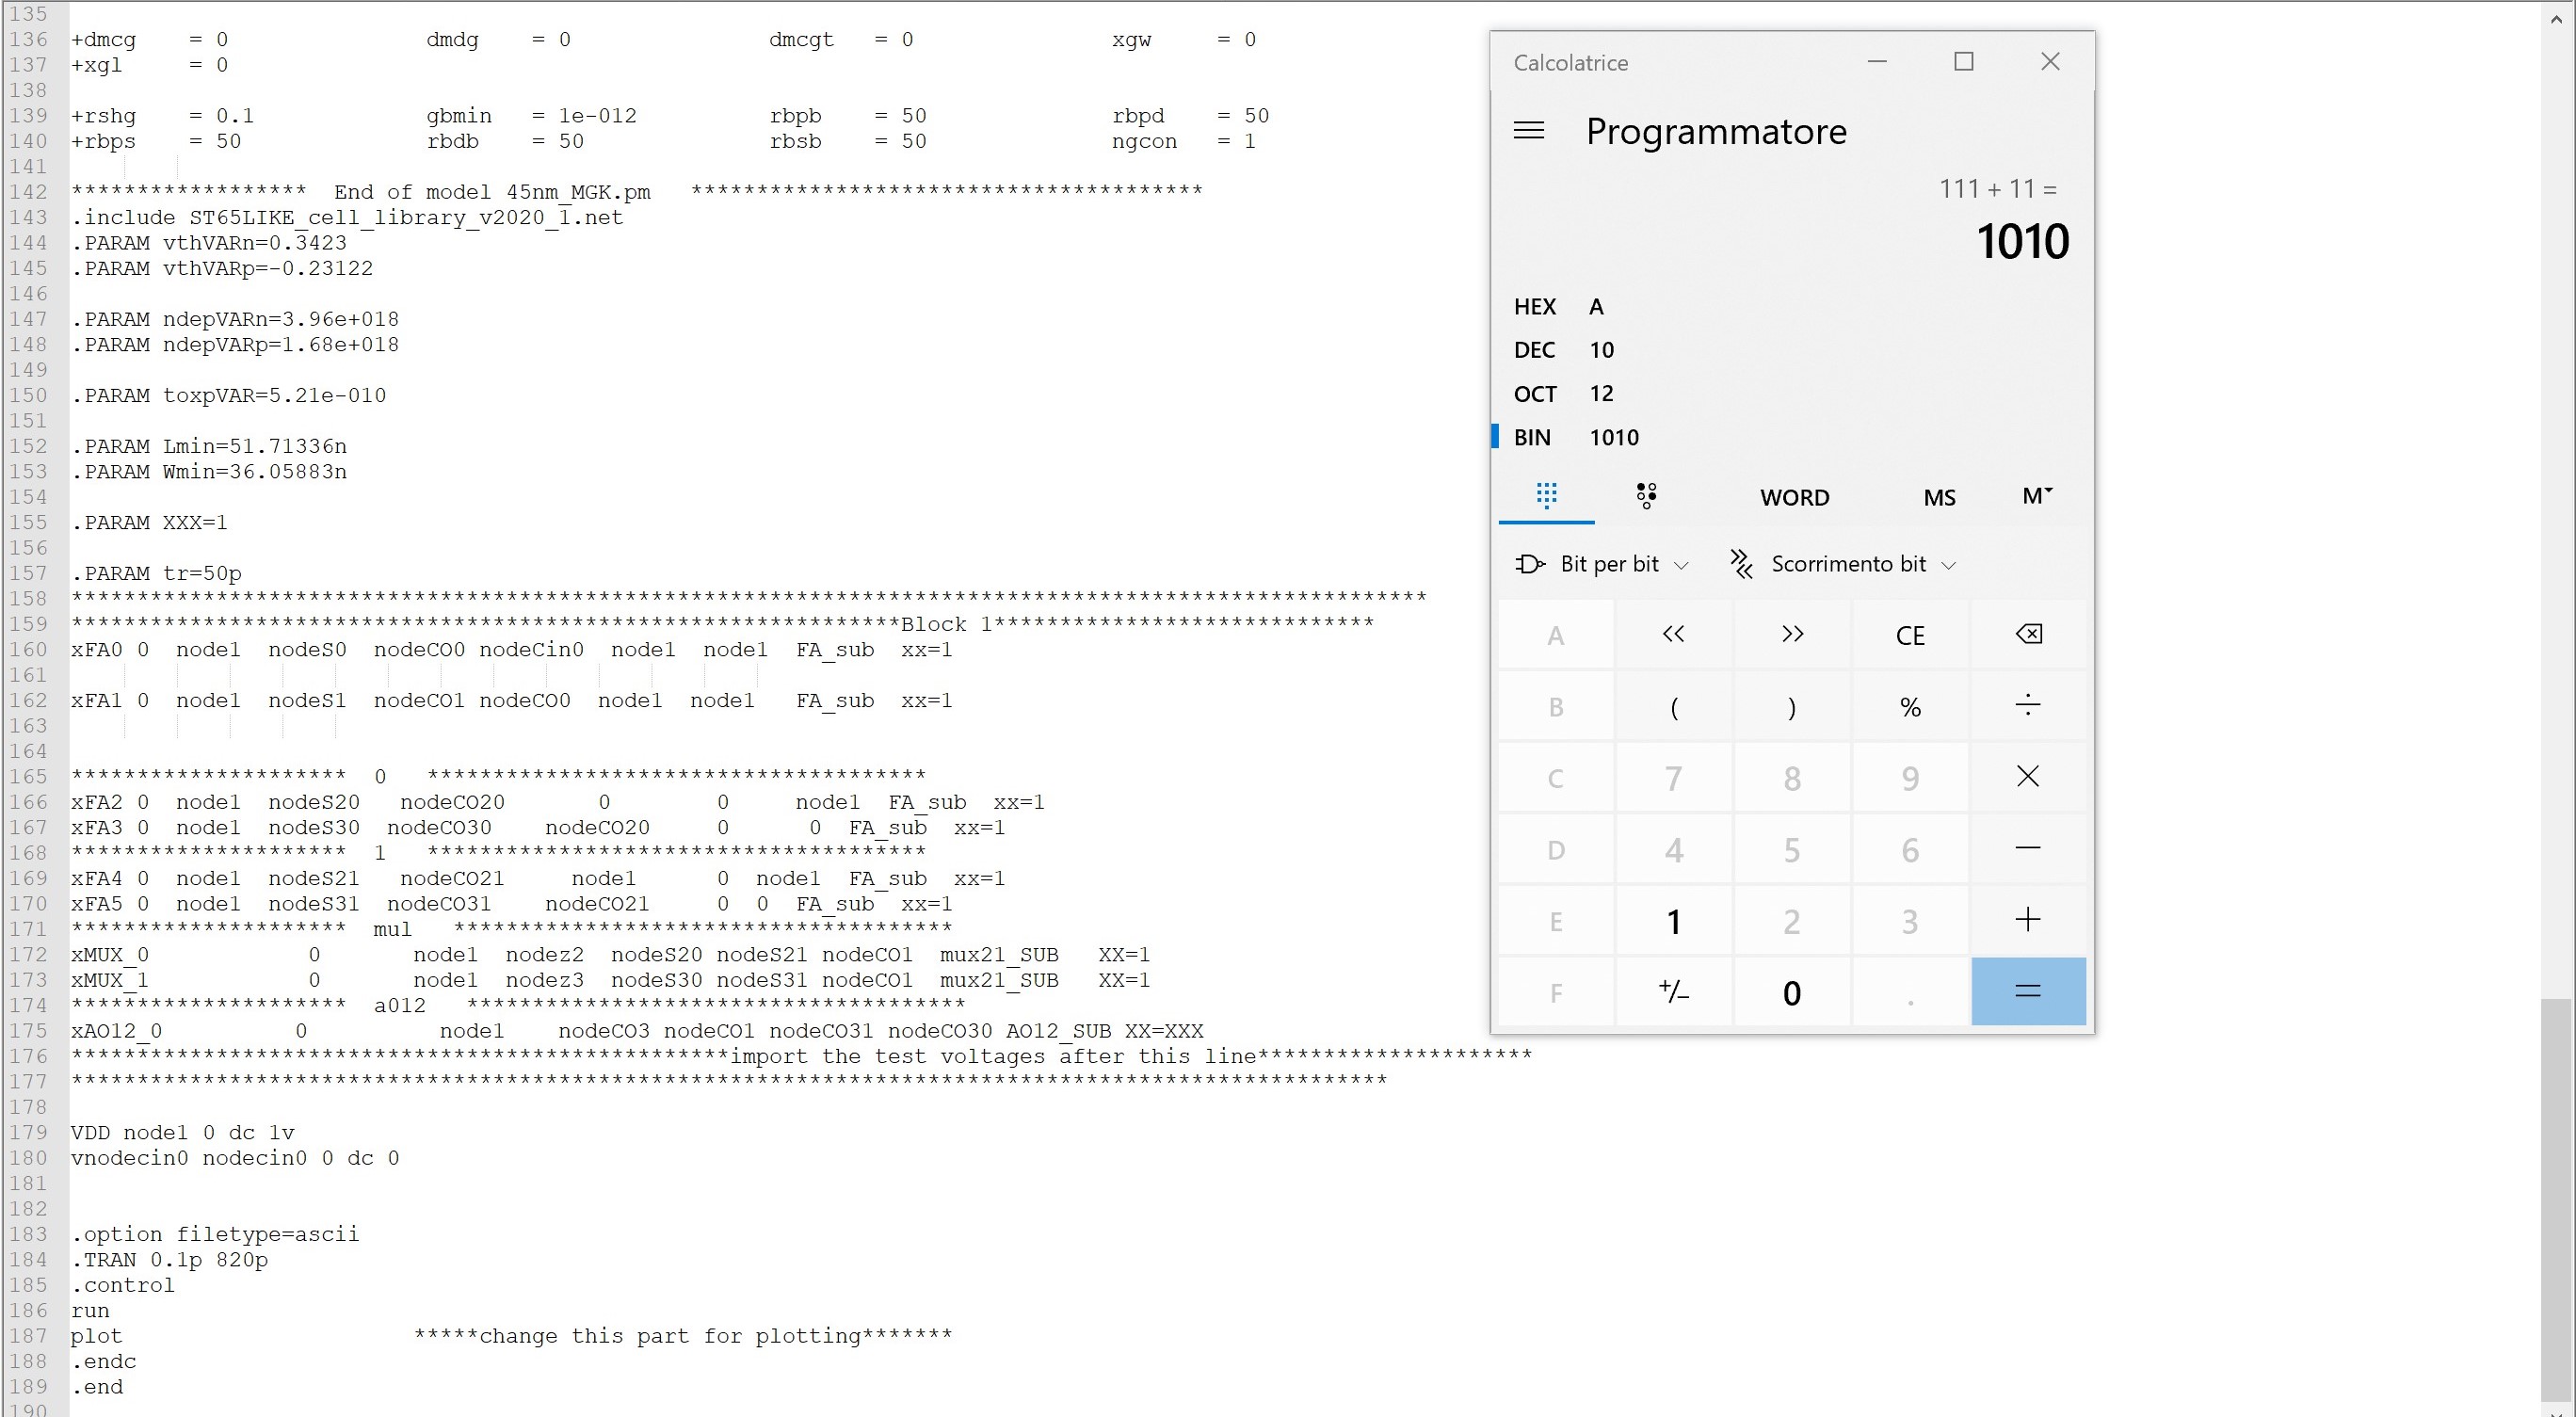 135
136 +dmcg = 0 dmdg = 0 dmcgt = 0 xgw = 0
137 +xgl = 0
138
139 +rshg = 0.1 gbmin = 1e-012 rbpb = 50 rbpd = 50
140 +rbps = 50 rbdb = 50 rbsb = 50 ngcon = 1
141
142 ****************** End of model 45nm_MGK.pm ***************************************
143 .include ST65LIKE_cell_library_v2020_1.net
144 .PARAM vthVARn=0.3423
145 .PARAM vthVARp=-0.23122
146
147 .PARAM ndepVARn=3.96e+018
148 .PARAM ndepVARp=1.68e+018
149
150 .PARAM toxpVAR=5.21e-010
151
152 .PARAM Lmin=51.71336n
153 .PARAM Wmin=36.05883n
154
155 .PARAM XXX=1
156
157 .PARAM tr=50p
158 *******************************************************************************************************
159 ***************************************************************Block 1*****************************
160 xFA0 0 node1 nodeS0 nodeCO0 nodeCin0 node1 node1 FA_sub xx=1
161
162 xFA1 0 node1 nodeS1 nodeCO1 nodeCO0 node1 node1 FA_sub xx=1
163
164
165 ********************* 0 **************************************
166 xFA2 0 node1 nodeS20 nodeCO20 0 0 node1 FA_sub xx=1
167 xFA3 0 node1 nodeS30 nodeCO30 nodeCO20 0 0 FA_sub xx=1
168 ********************* 1 **************************************
169 xFA4 0 node1 nodeS21 nodeCO21 node1 0 node1 FA_sub xx=1
170 xFA5 0 node1 nodeS31 nodeCO31 nodeCO21 0 0 FA_sub xx=1
171 ********************* mul **************************************
172 xMUX_0 0 node1 nodez2 nodeS20 nodeS21 nodeCO1 mux21_SUB XX=1
173 xMUX_1 0 node1 nodez3 nodeS30 nodeS31 nodeCO1 mux21_SUB XX=1
174 ********************* a012 **************************************
175 xAO12_0 0 node1 nodeCO3 nodeCO1 nodeCO31 nodeCO30 AO12_SUB XX=XXX
176 **************************************************import the test voltages after this line*********************
177 ****************************************************************************************************
178
179 VDD node1 0 dc 1v
180 vnodecin0 nodecin0 0 dc 0
181
182
183 .option filetype=ascii
184 .TRAN 0.1p 820p
185 .control
186 run
187 plot *****change this part for plotting*******
188 .endc
189 .end
190
Calcolatrice
Programmatore
111 + 11 =
1010
HEX A
DEC 10
OCT 12
BIN 1010
WORD MS M
Bit per bit Scorrimento bit
A << >> CE
B ( ) % ÷
C 7 8 9 ×
D 4 5 6 −
E 1 2 3 +
F +/− 0 . =